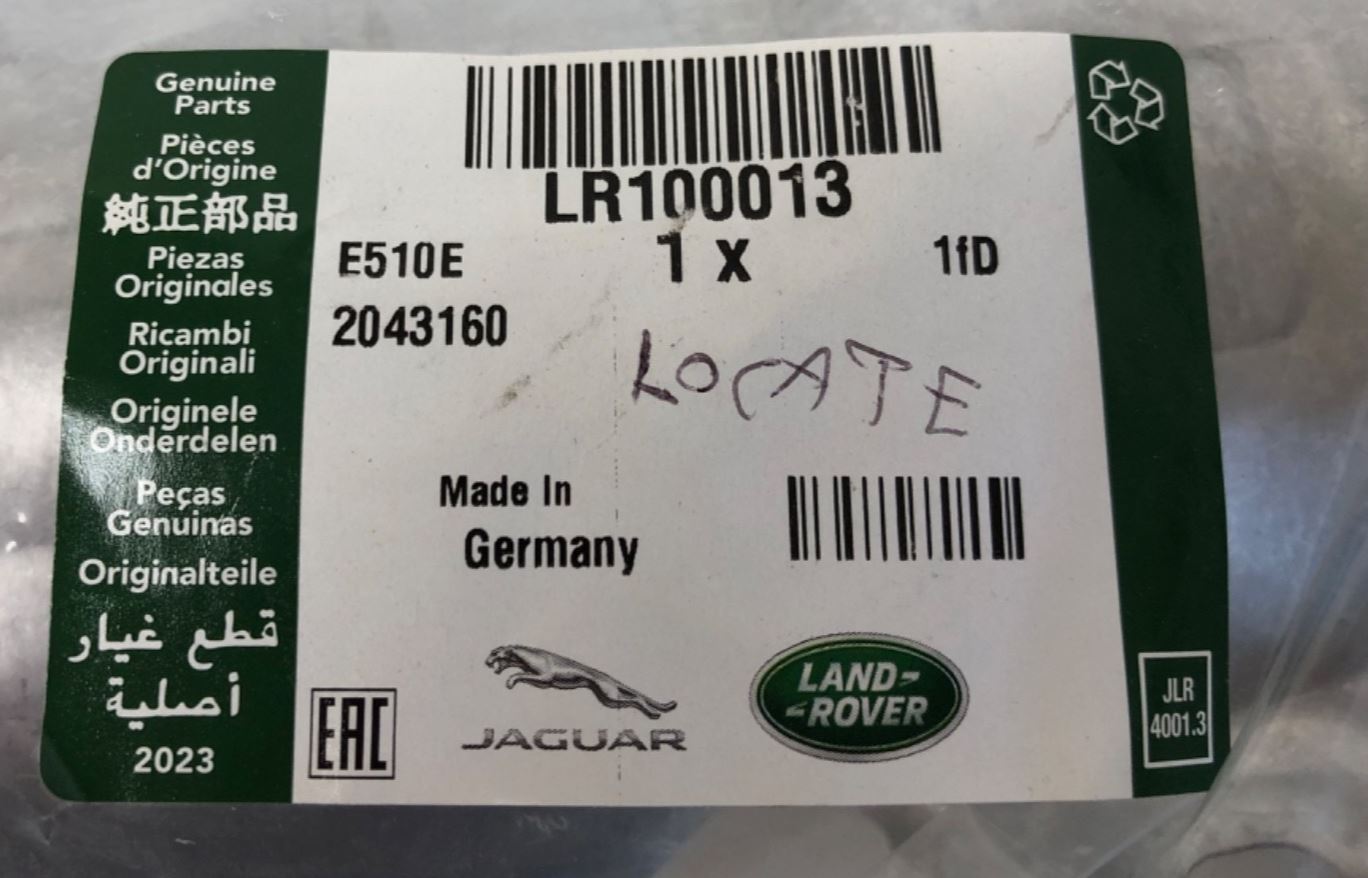 Genuine
Parts
Pièces
d'Origine
純正部品
Piezas
Originales
Ricambi
Originali
Originele
Onderdelen
Peças
Genuinas
Originalteile
قطع غيار
أصلية
2023
LR100013
E510E 1 x 1fD
2043160
LOCATE
Made In
Germany
EAC
JAGUAR
LAND-
-ROVER
JLR
4001.3